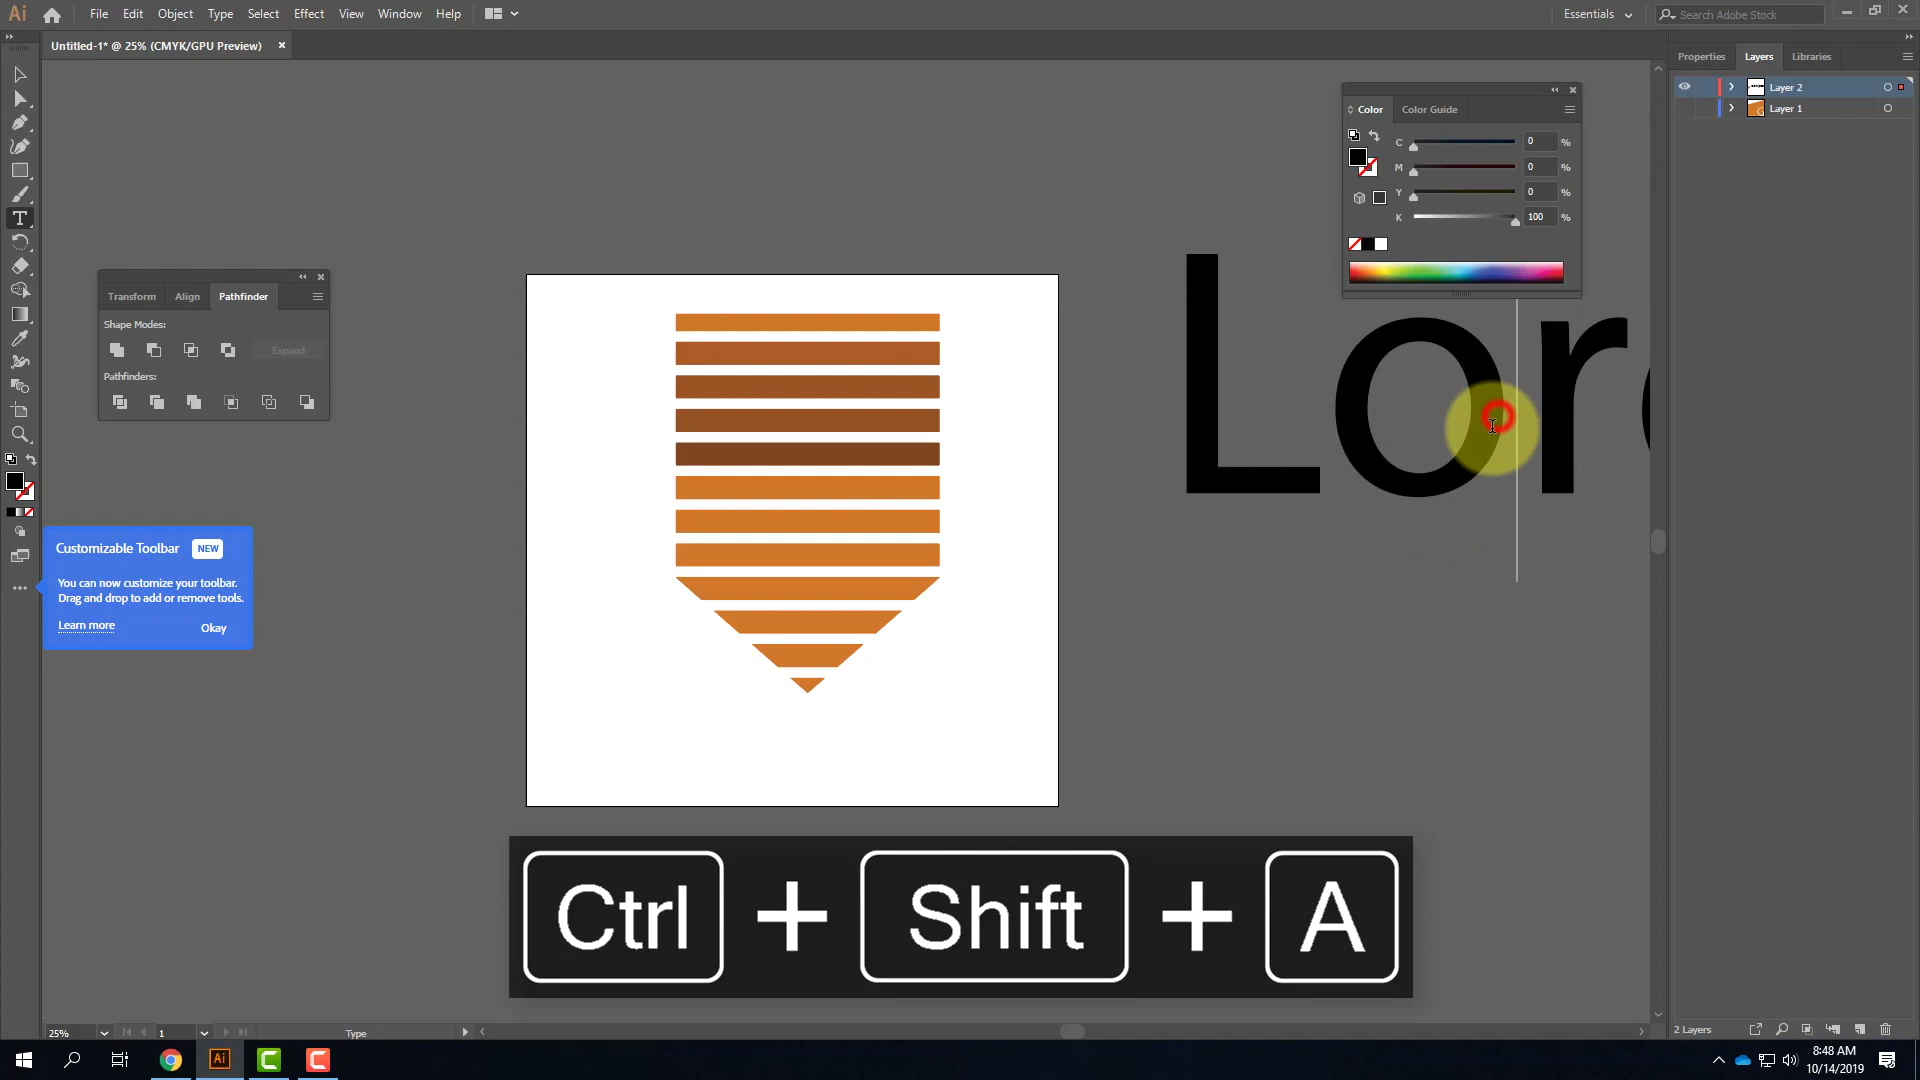 Ai File Edit Object Type Select Effect View Window Help Essentials Search Adobe Stock
Untitled-1* @ 25% (CMYK/GPU Preview)
Properties Layers Libraries
Layer 2
Layer 1
Color Color Guide
C 0 %
M 0 %
Y 0 %
K 100 %
Transform Align Pathfinder
Shape Modes:
Expand
Pathfinders:
Lor
Customizable Toolbar NEW
You can now customize your toolbar.
Drag and drop to add or remove tools.
Learn more Okay
Ctrl + Shift + A
25% 1 Type
2 Layers
Ai
8:48 AM
10/14/2019